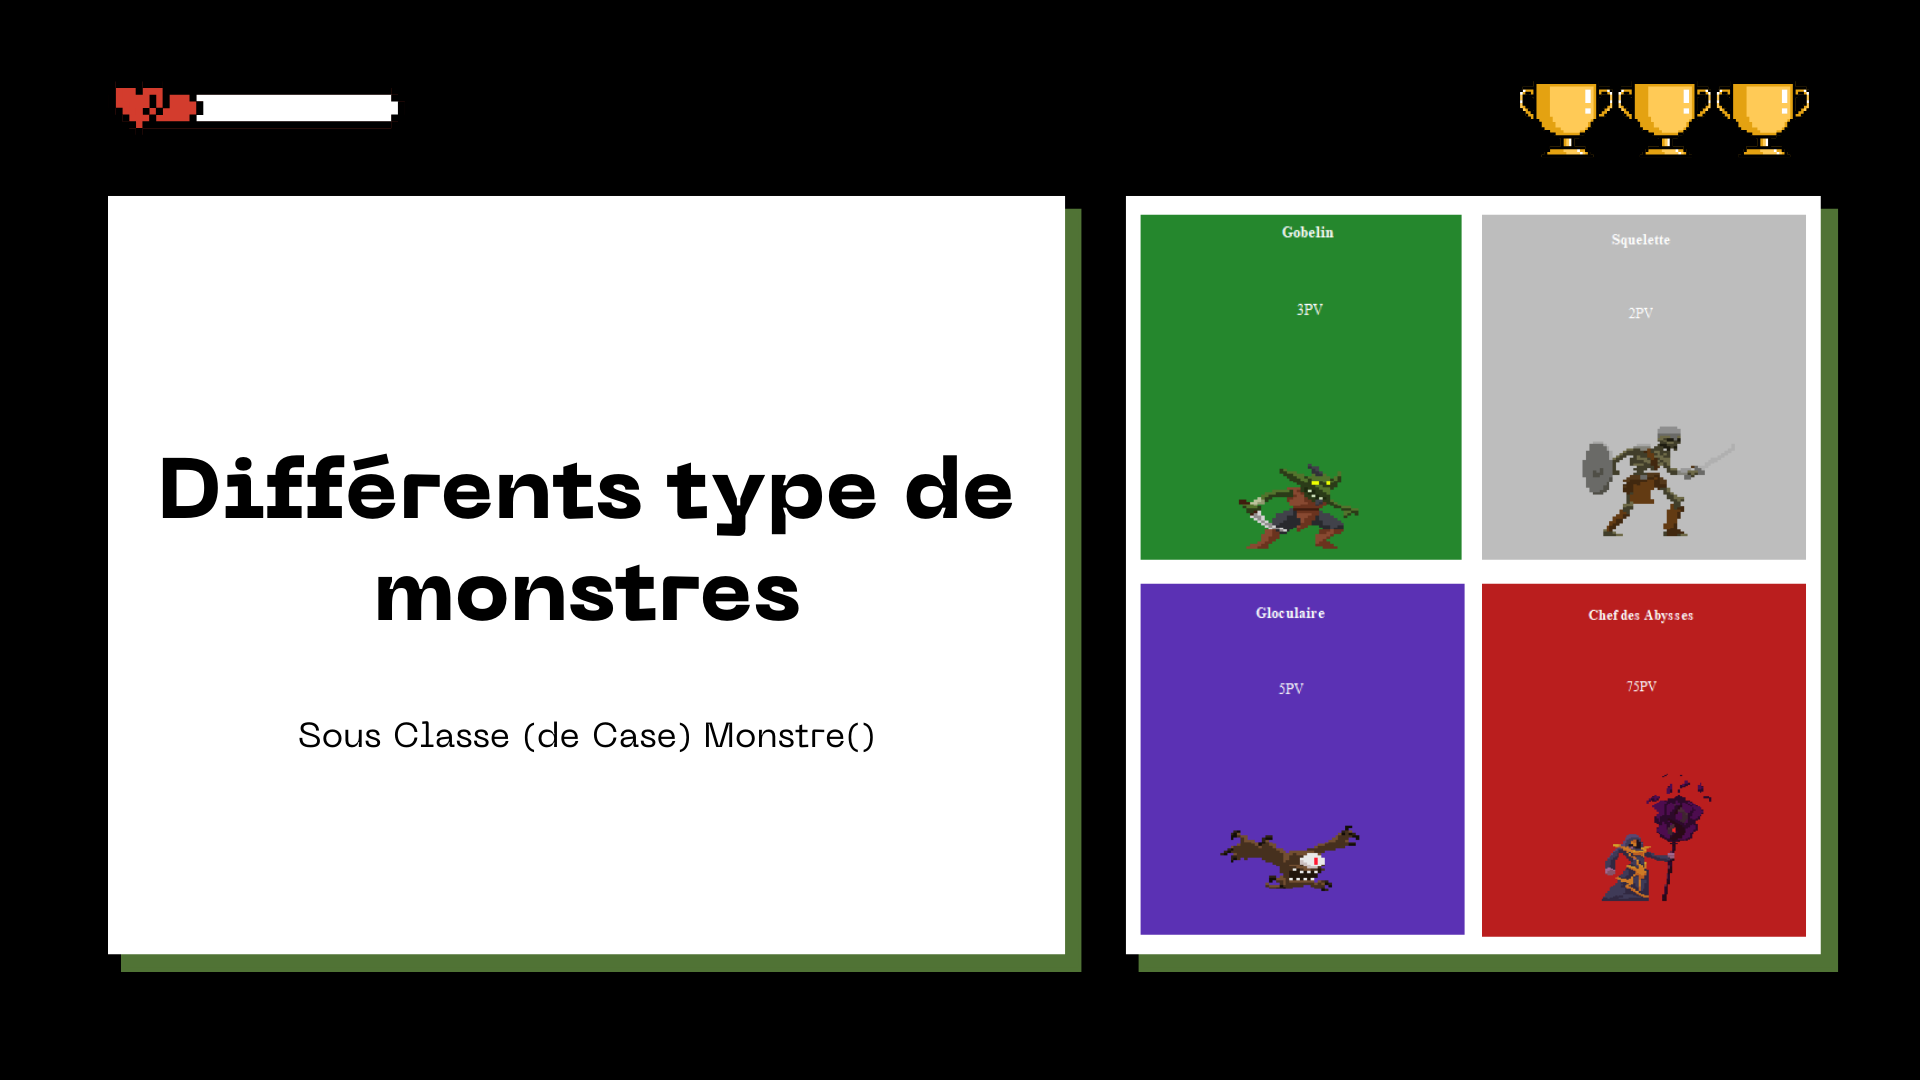 Différents type de
monstres
Sous Classe (de Case) Monstre()
Gobelin
3PV
Squelette
2PV
Gloculaire
5PV
Chef des Abysses
75PV